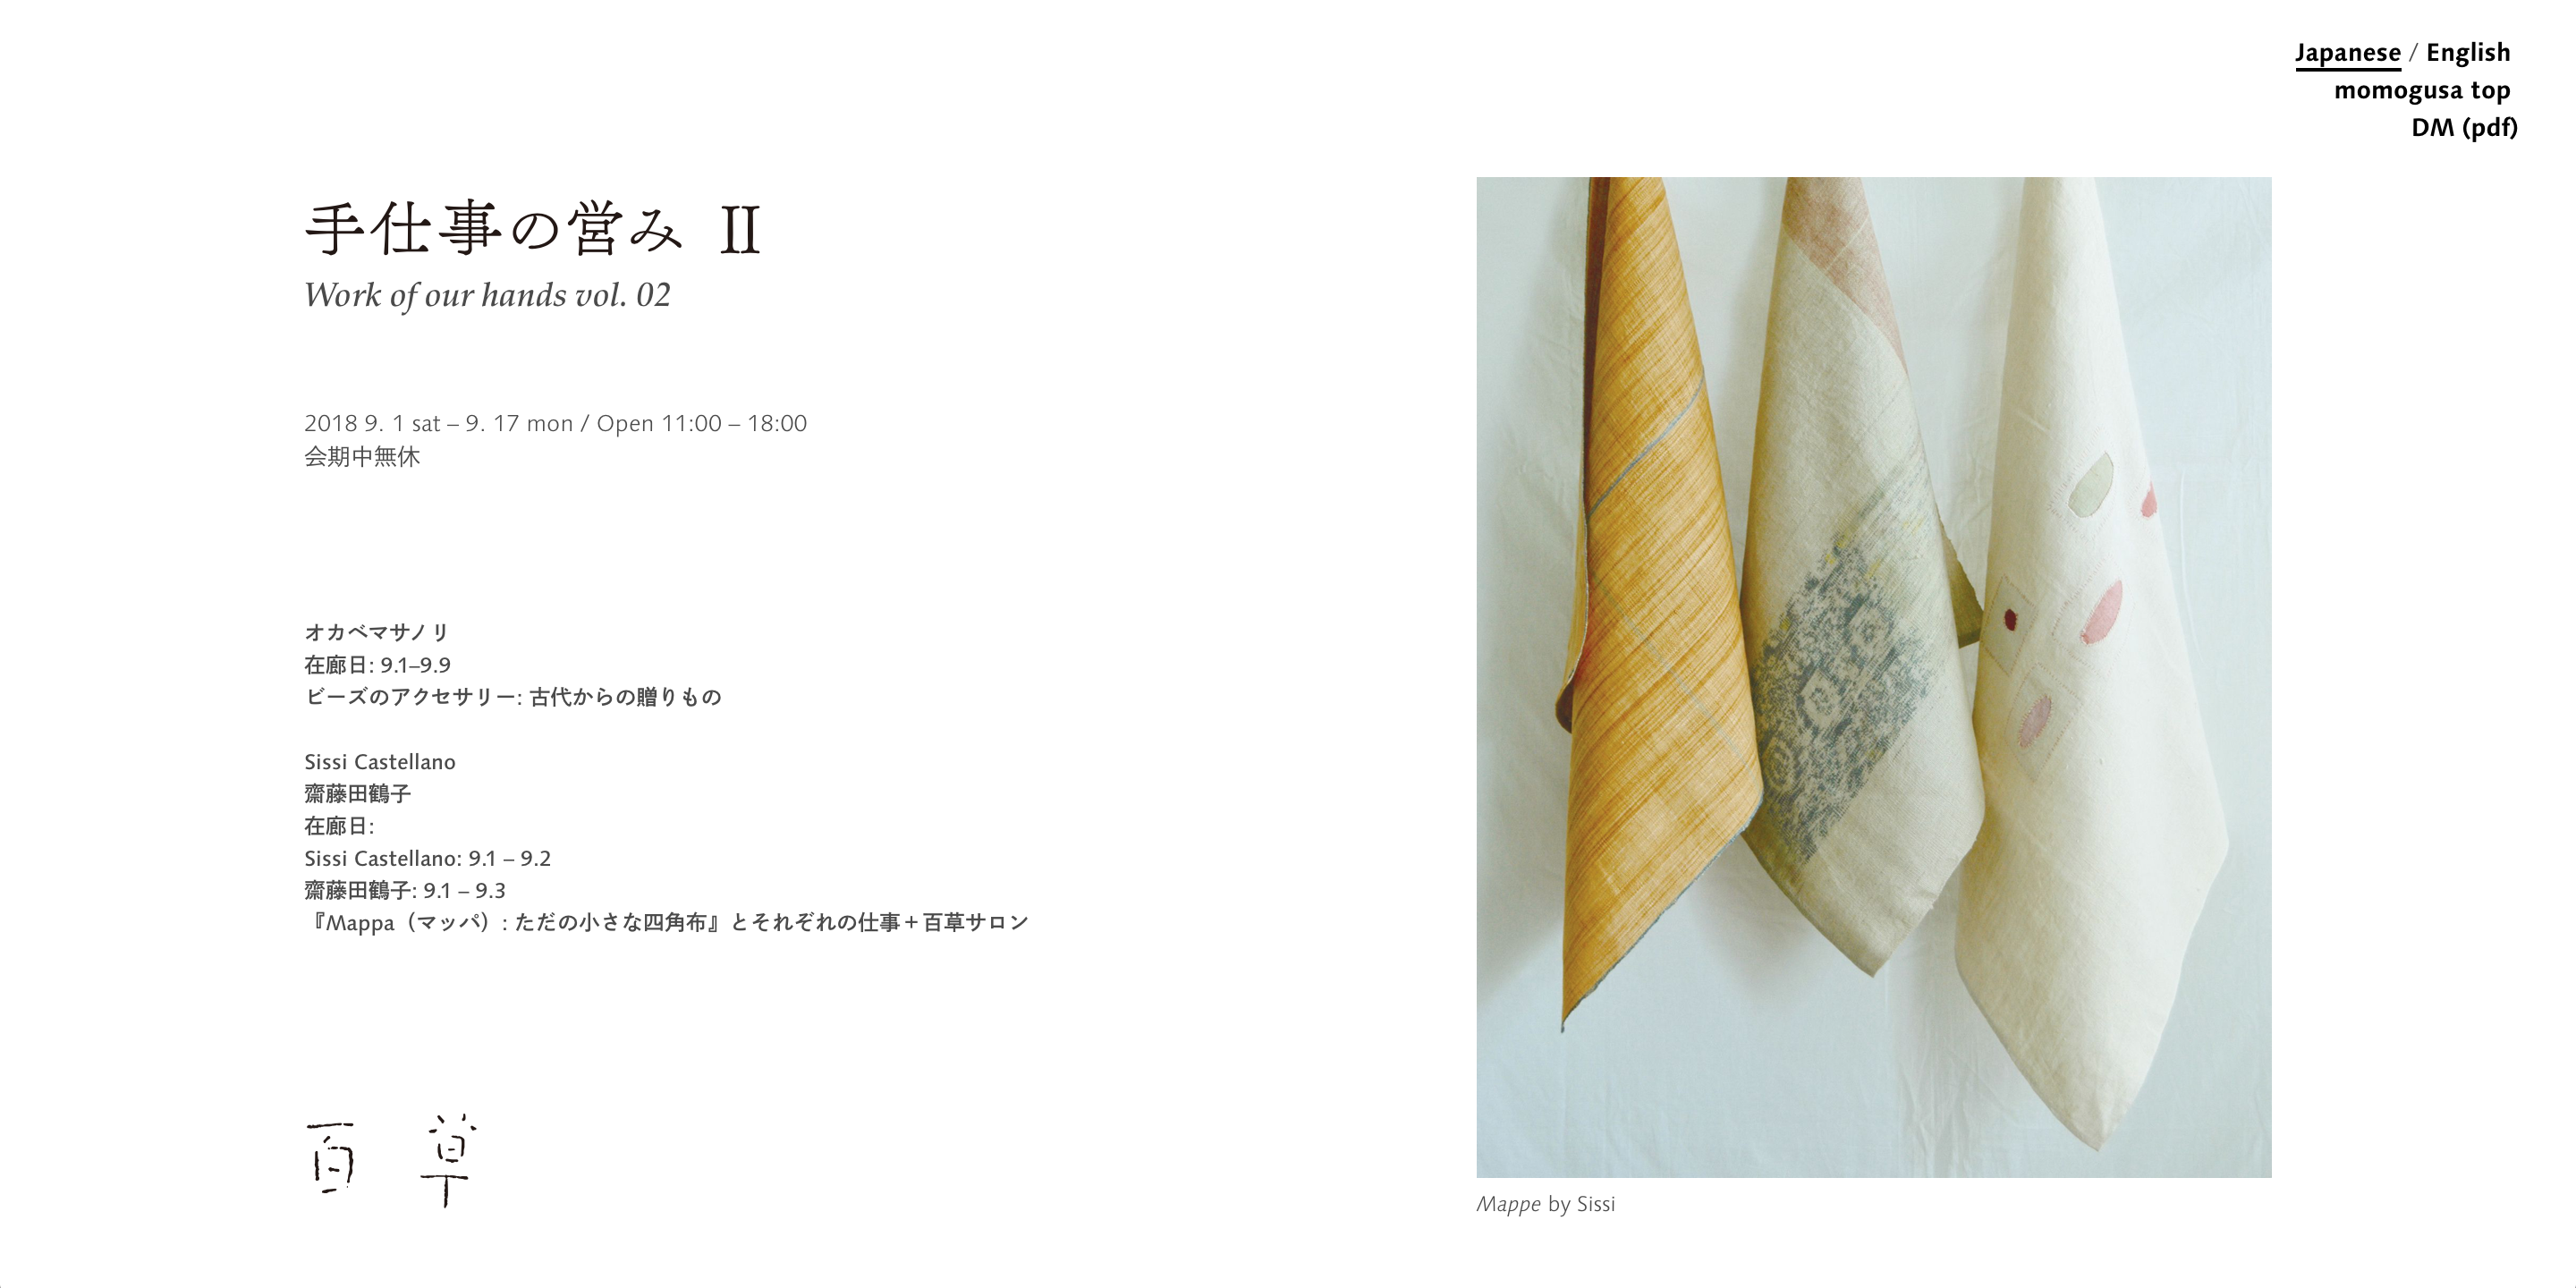 Japanese / English
momogusa top
DM (pdf)
手仕事の営み Ⅱ
Work of our hands vol. 02
2018 9. 1 sat – 9. 17 mon / Open 11:00 – 18:00
会期中無休
オカベマサノリ
在廊日: 9.1–9.9
ビーズのアクセサリー: 古代からの贈りもの
Sissi Castellano
齋藤田鶴子
在廊日:
Sissi Castellano: 9.1 – 9.2
齋藤田鶴子: 9.1 – 9.3
『Mappa（マッパ）: ただの小さな四角布』とそれぞれの仕事＋百草サロン
百草
Mappe by Sissi